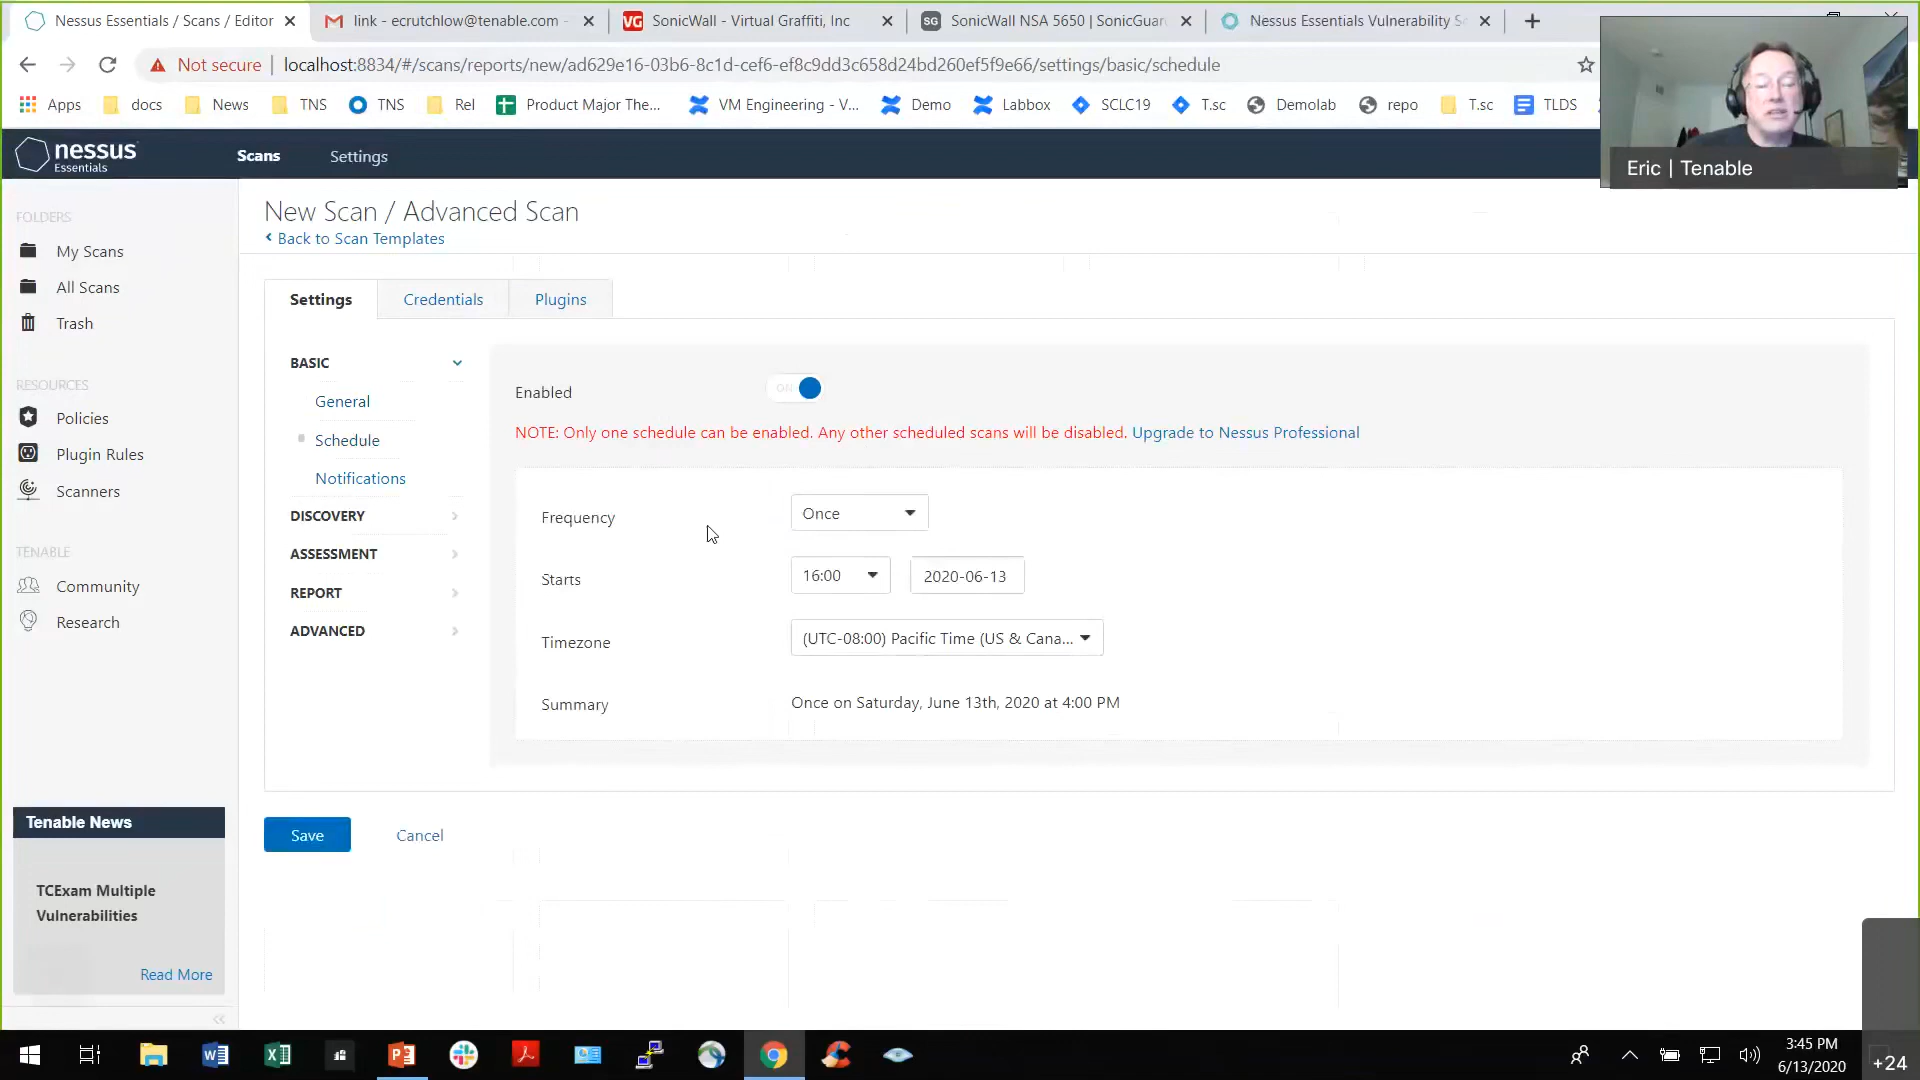 Nessus Essentials / Scans / Editor
link - ecrutchlow@tenable.com -
VG SonicWall - Virtual Graffiti, Inc
SG SonicWall NSA 5650 | SonicGuar
Nessus Essentials Vulnerability S
Not secure | localhost:8834/#/scans/reports/new/ad629e16-03b6-8c1d-cef6-ef8c9dd3c658d24bd260ef5f9e66/settings/basic/schedule
Apps docs News TNS TNS Rel Product Major The... VM Engineering - V... Demo Labbox SCLC19 T.sc Demolab repo T.sc TLDS
Eric | Tenable
nessus
Essentials
Scans
Settings
New Scan / Advanced Scan
Back to Scan Templates
FOLDERS
My Scans
All Scans
Trash
RESOURCES
Policies
Plugin Rules
Scanners
TENABLE
Community
Research
Settings Credentials Plugins
BASIC
General
Schedule
Notifications
DISCOVERY
ASSESSMENT
REPORT
ADVANCED
Enabled ON
NOTE: Only one schedule can be enabled. Any other scheduled scans will be disabled. Upgrade to Nessus Professional
Frequency Once
Starts 16:00 2020-06-13
Timezone (UTC-08:00) Pacific Time (US & Cana...
Summary Once on Saturday, June 13th, 2020 at 4:00 PM
Save Cancel
Tenable News
TCExam Multiple
Vulnerabilities
Read More
3:45 PM
6/13/2020
+24